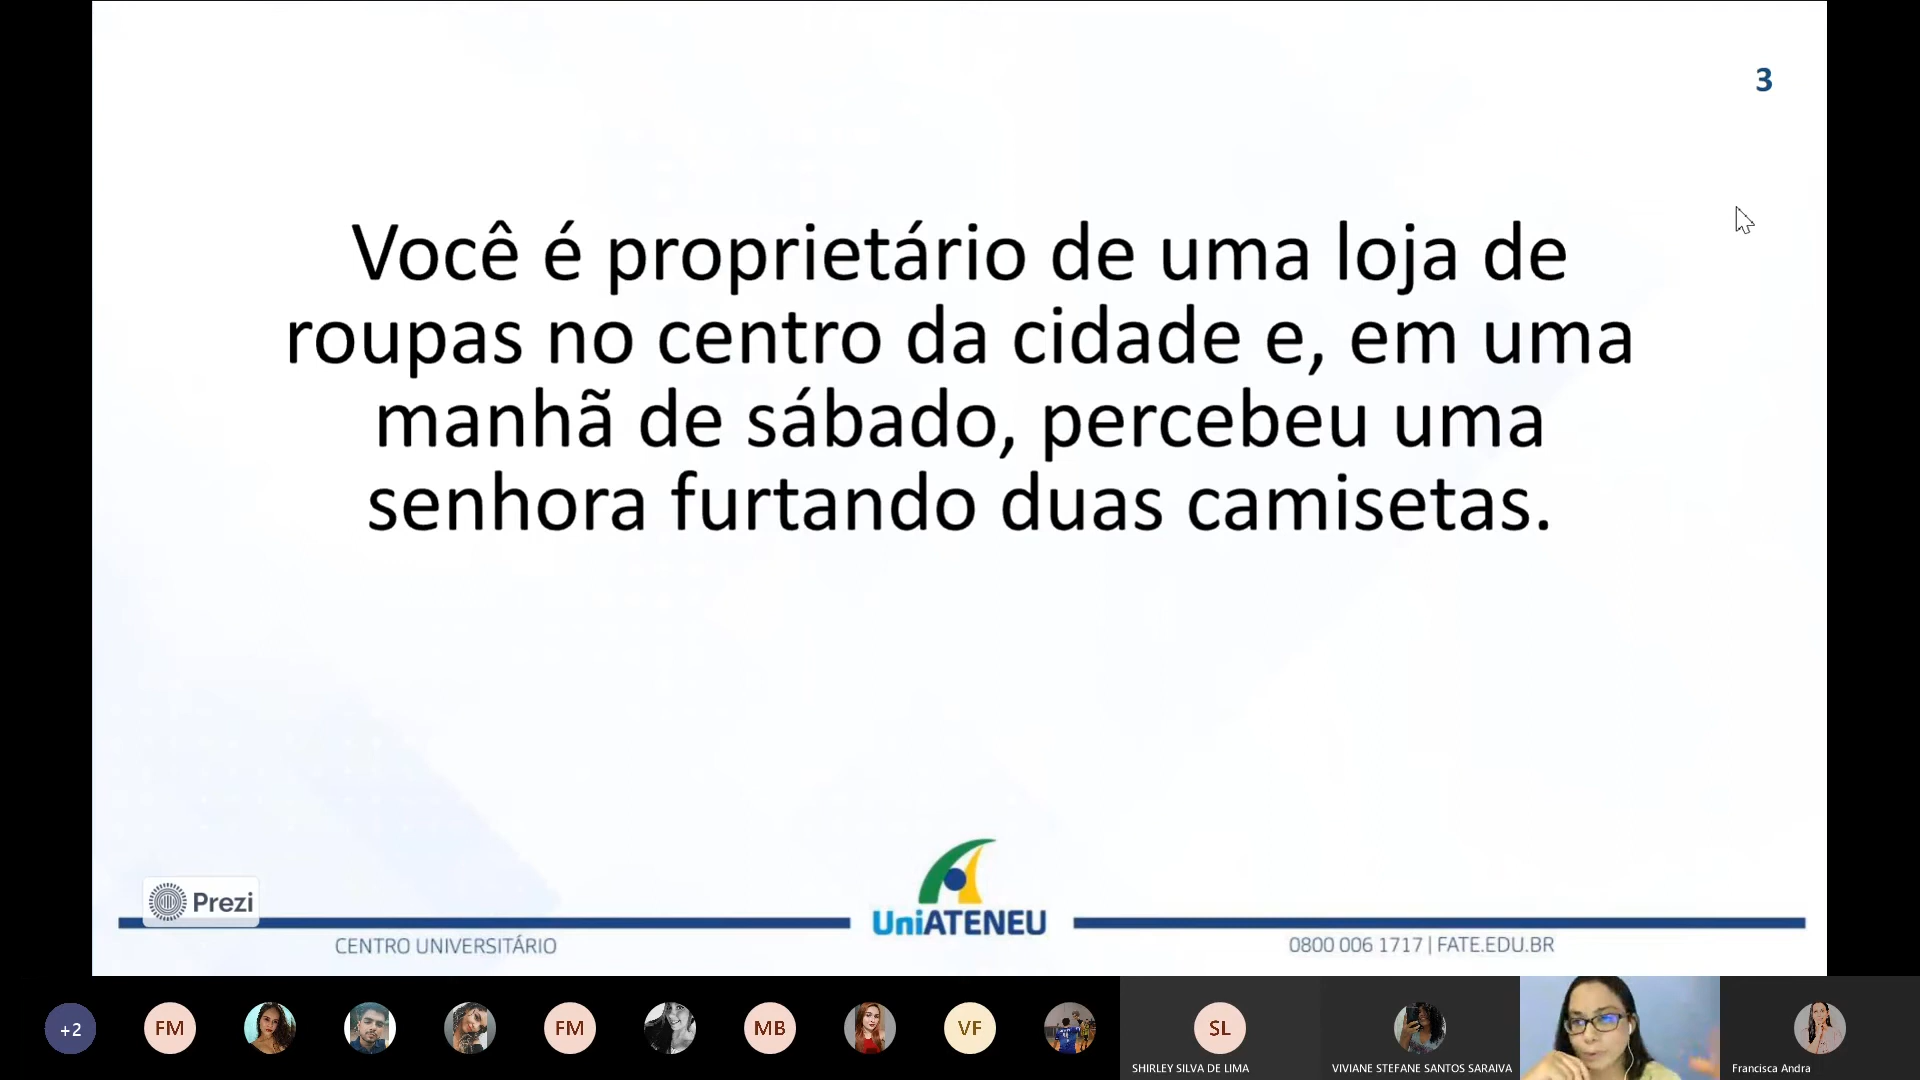 3
Você é proprietário de uma loja de
roupas no centro da cidade e, em uma
manhã de sábado, percebeu uma
senhora furtando duas camisetas.
Prezi
UniATENEU
CENTRO UNIVERSITÁRIO
0800 006 1717 | FATE.EDU.BR
+2
FM
FM
MB
VF
SL
SHIRLEY SILVA DE LIMA
VIVIANE STEFANE SANTOS SARAIVA
Francisca Andra